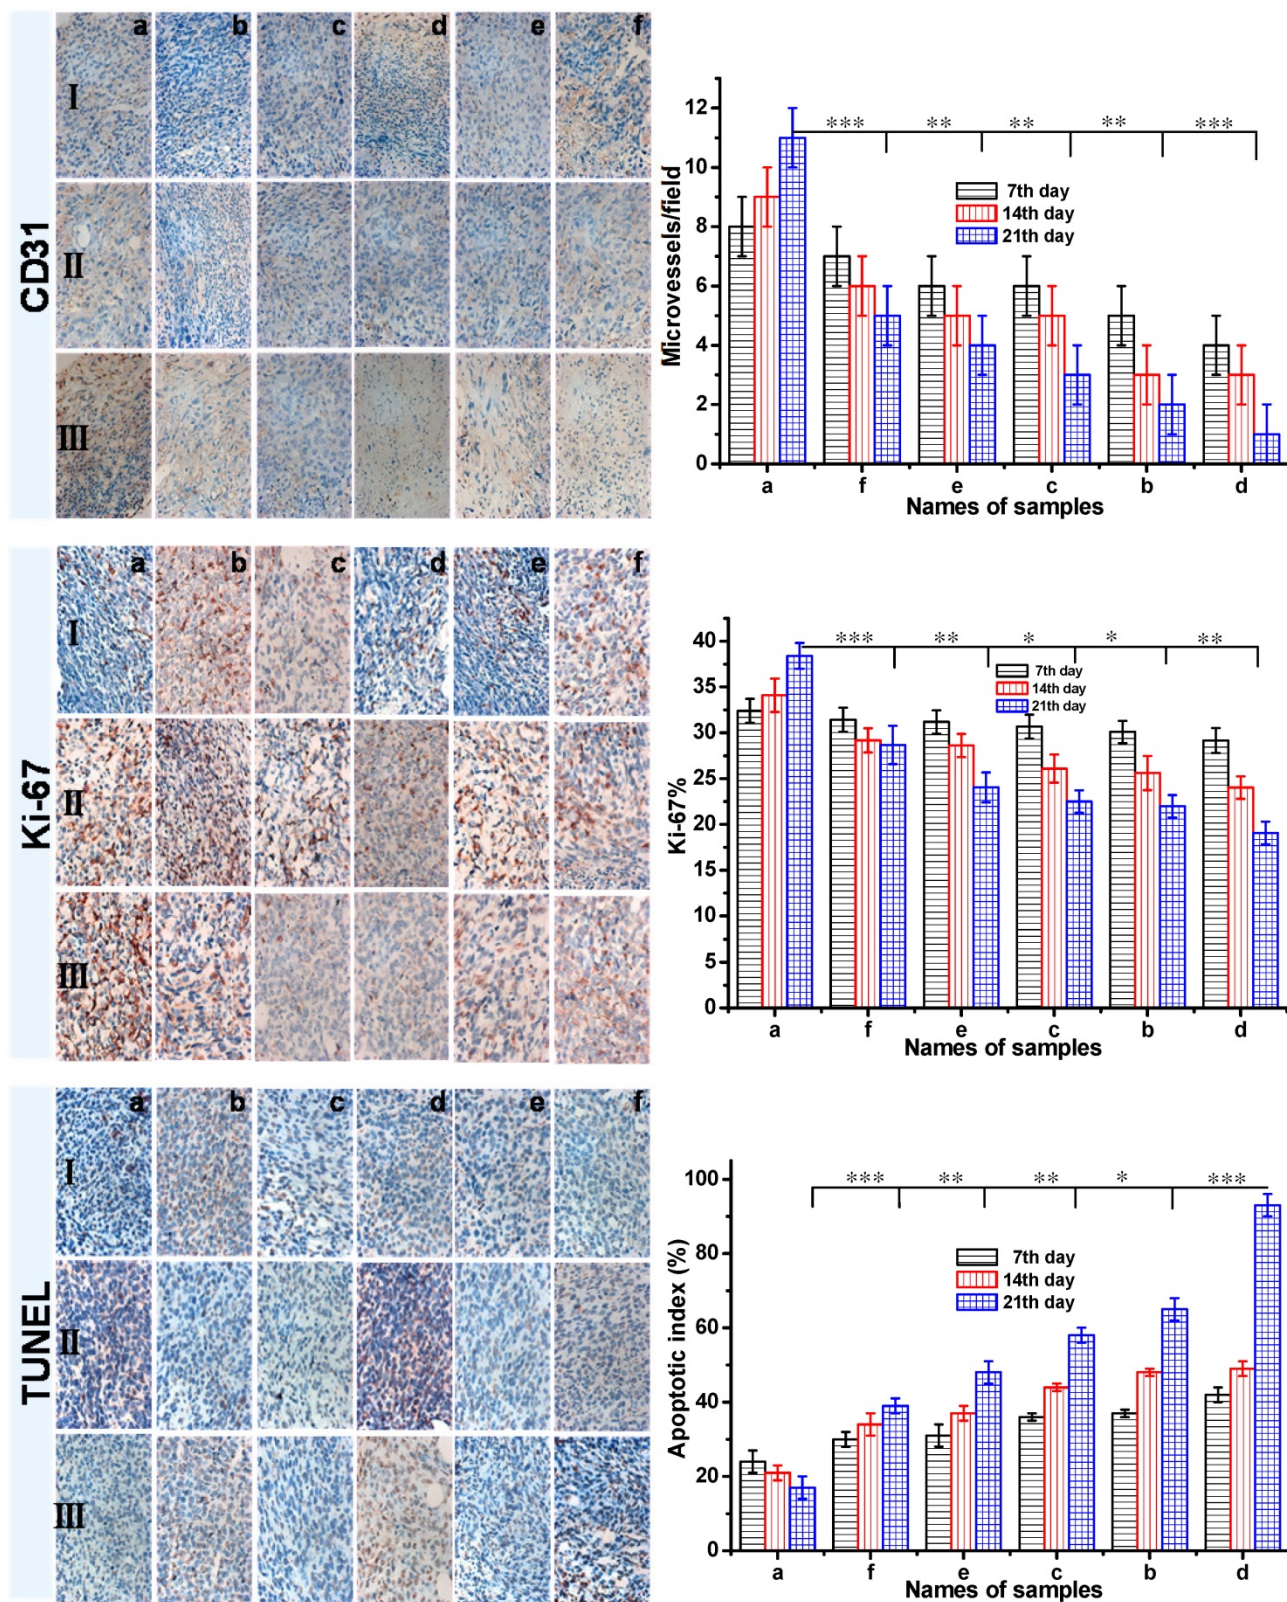 CD31
a b c d e f
I
II
III
Microvessels/field
12
10
8
6
4
2
0
*** ** ** ** ***
7th day
14th day
21th day
a f e c b d
Names of samples
Ki-67
a b c d e f
I
II
III
Ki-67%
40
35
30
25
20
15
10
5
0
*** ** * * **
7th day
14th day
21th day
a f e c b d
Names of samples
TUNEL
a b c d e f
I
II
III
Apoptotic index (%)
100
80
60
40
20
0
*** ** ** * ***
7th day
14th day
21th day
a f e c b d
Names of samples